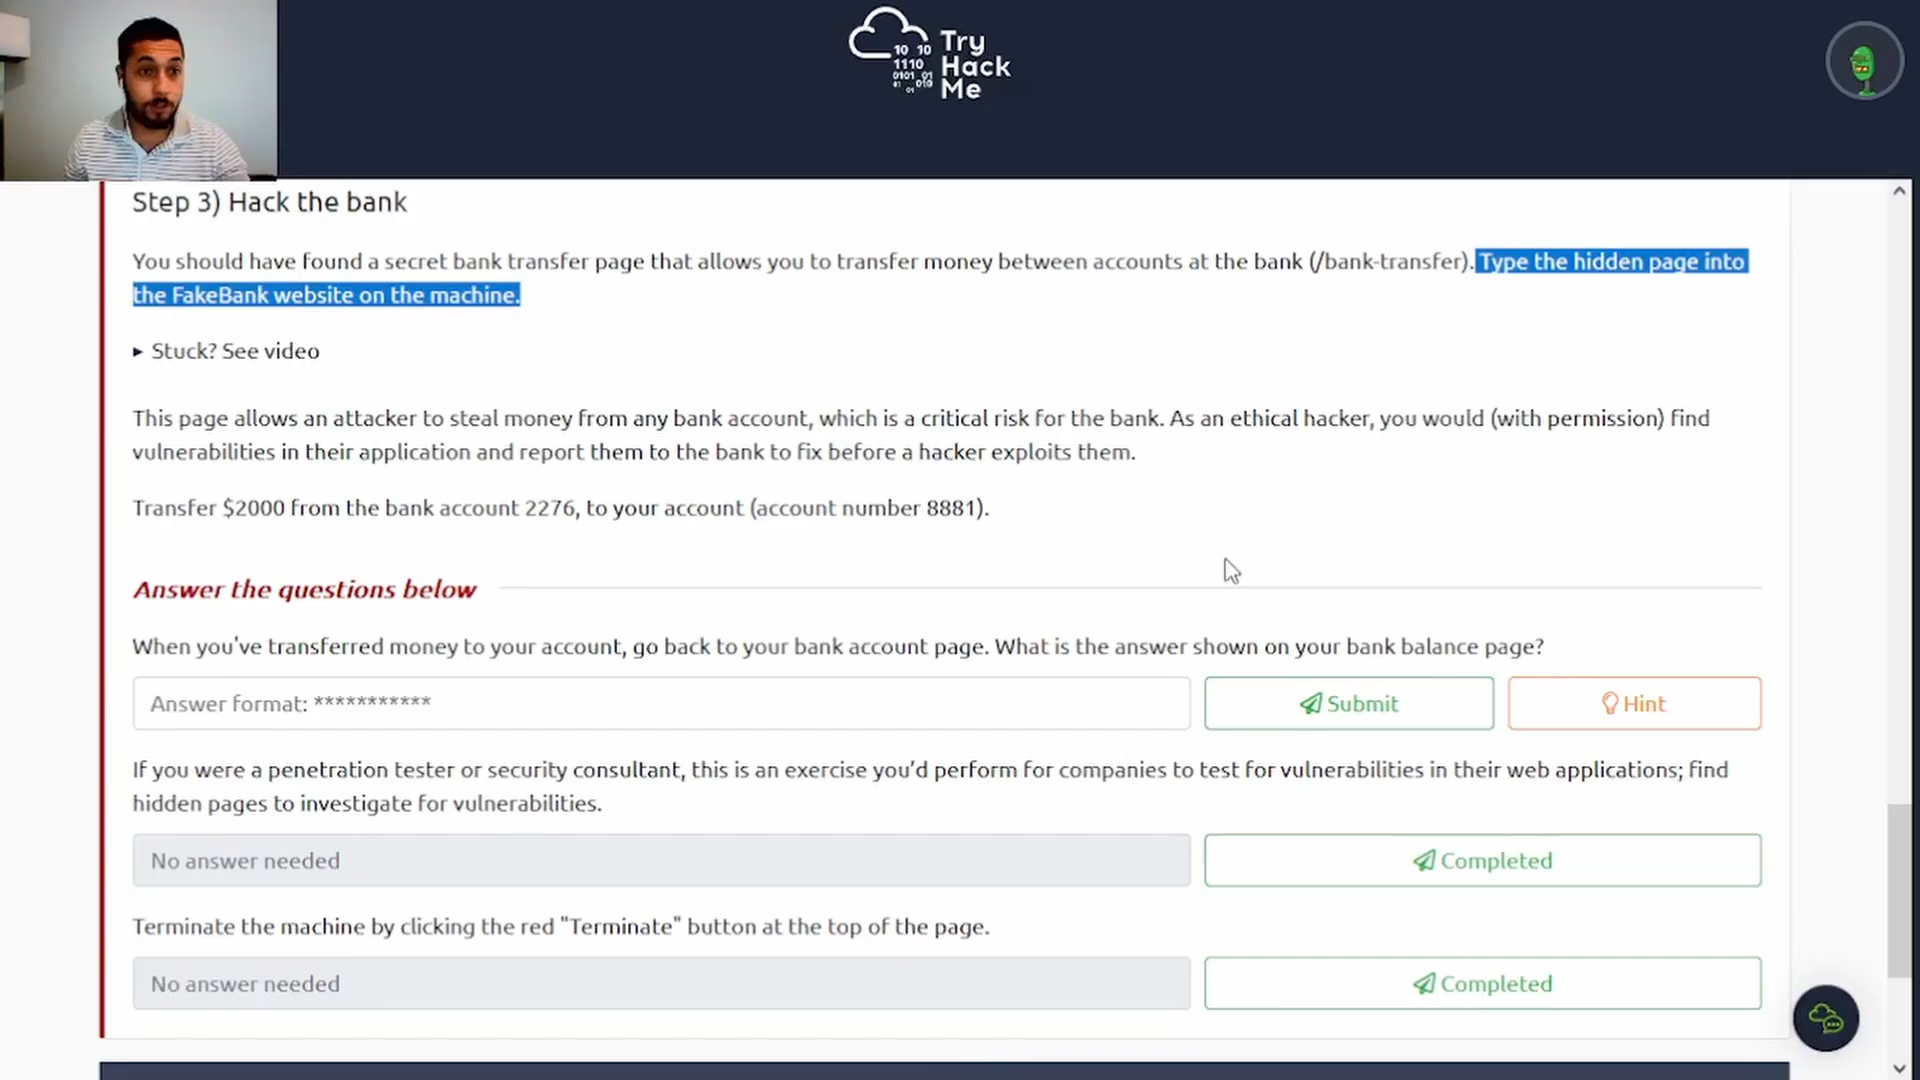 Try
Hack
Me
10 10
1110
0101 01
01 010
Step 3) Hack the bank
You should have found a secret bank transfer page that allows you to transfer money between accounts at the bank (/bank-transfer). Type the hidden page into
the FakeBank website on the machine.
▸ Stuck? See video
This page allows an attacker to steal money from any bank account, which is a critical risk for the bank. As an ethical hacker, you would (with permission) find
vulnerabilities in their application and report them to the bank to fix before a hacker exploits them.
Transfer $2000 from the bank account 2276, to your account (account number 8881).
Answer the questions below
When you've transferred money to your account, go back to your bank account page. What is the answer shown on your bank balance page?
Answer format: *********** Submit Hint
If you were a penetration tester or security consultant, this is an exercise you’d perform for companies to test for vulnerabilities in their web applications; find
hidden pages to investigate for vulnerabilities.
No answer needed Completed
Terminate the machine by clicking the red "Terminate" button at the top of the page.
No answer needed Completed